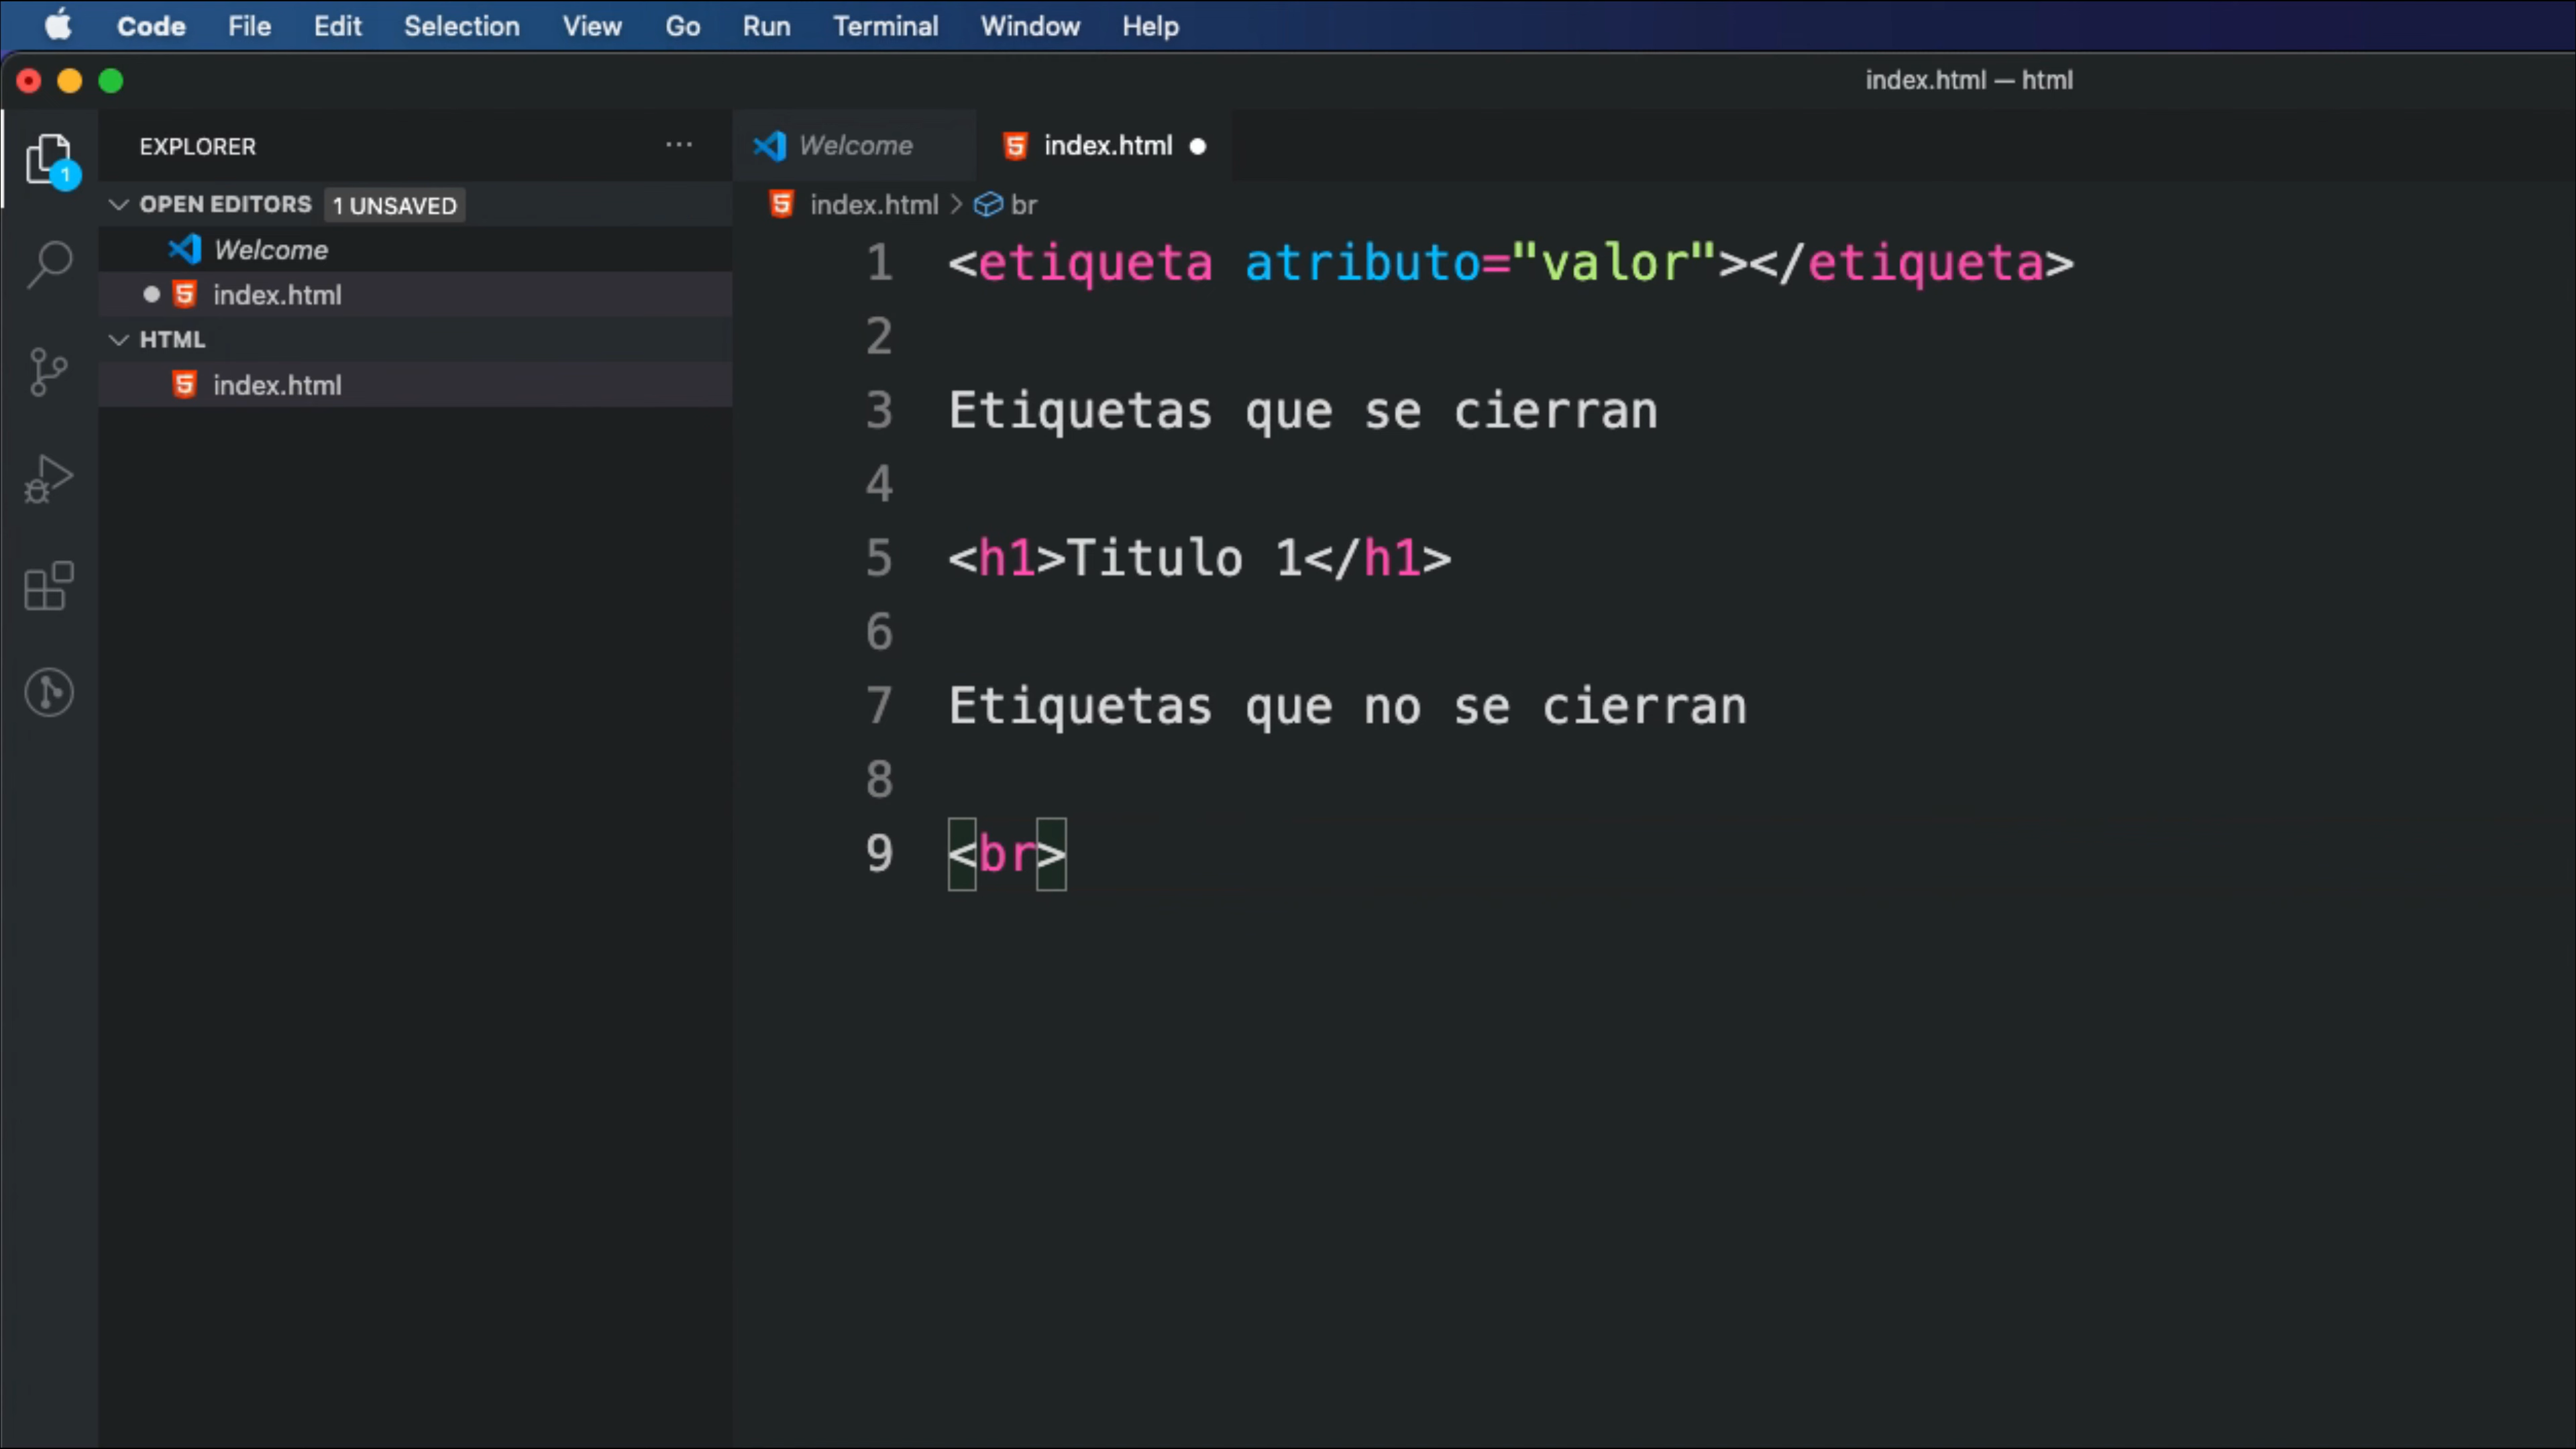 Code File Edit Selection View Go Run Terminal Window Help
index.html — html
EXPLORER ...
1
OPEN EDITORS 1 UNSAVED
Welcome
index.html
HTML
index.html
Welcome index.html
index.html > br
1 <etiqueta atributo="valor"></etiqueta>
2
3 Etiquetas que se cierran
4
5 <h1>Titulo 1</h1>
6
7 Etiquetas que no se cierran
8
9 <br>